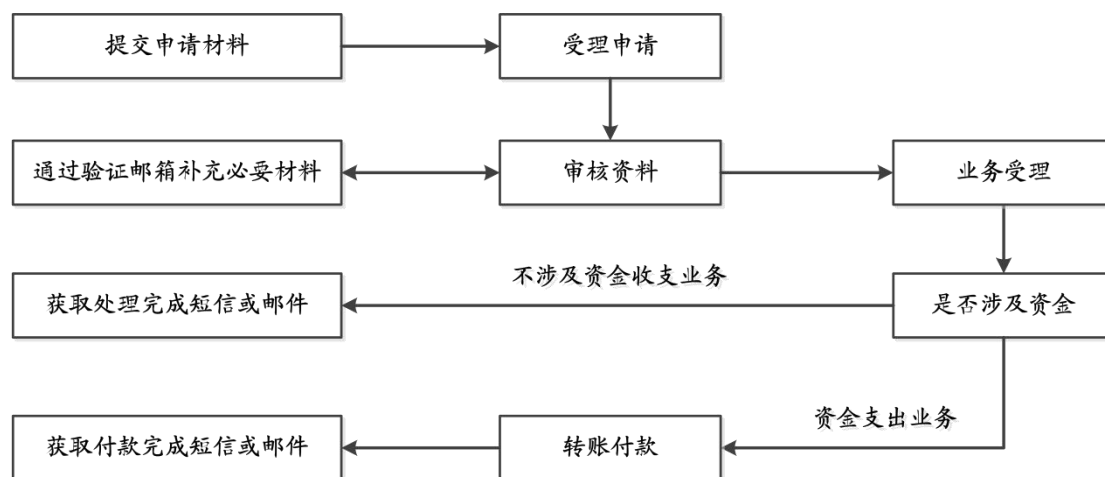 提交申请材料
受理申请
通过验证邮箱补充必要材料
审核资料
业务受理
不涉及资金收支业务
获取处理完成短信或邮件
是否涉及资金
资金支出业务
获取付款完成短信或邮件
转账付款